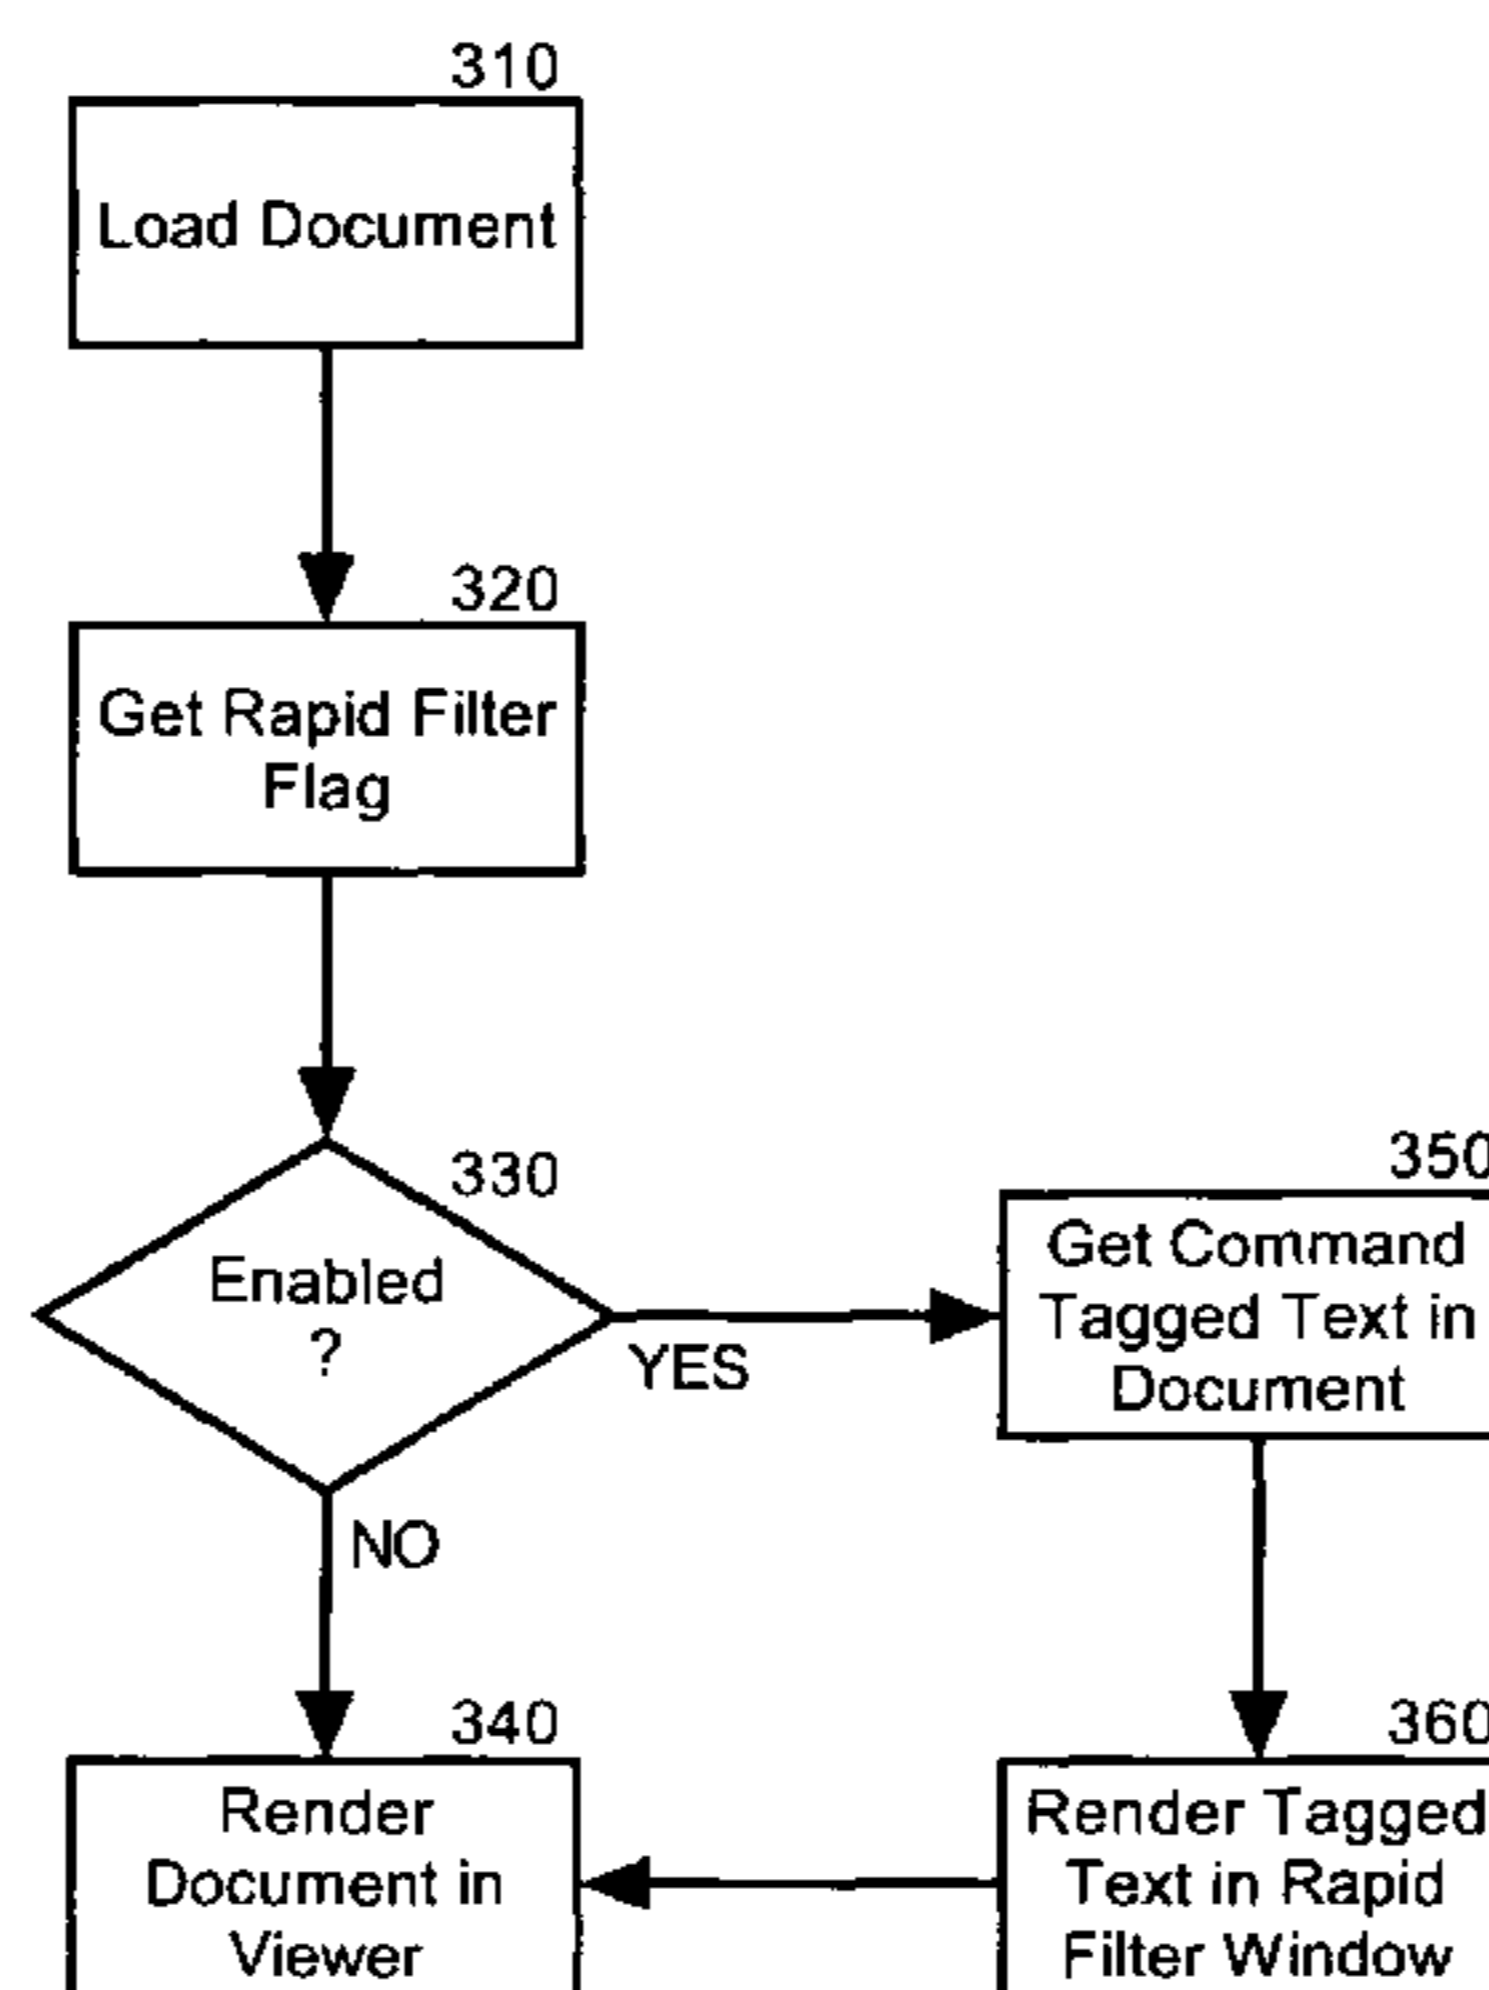 310
Load Document
320
Get Rapid Filter
Flag
330
Enabled
?
YES
NO
350
Get Command
Tagged Text in
Document
360
Render Tagged
Text in Rapid
Filter Window
340
Render
Document in
Viewer